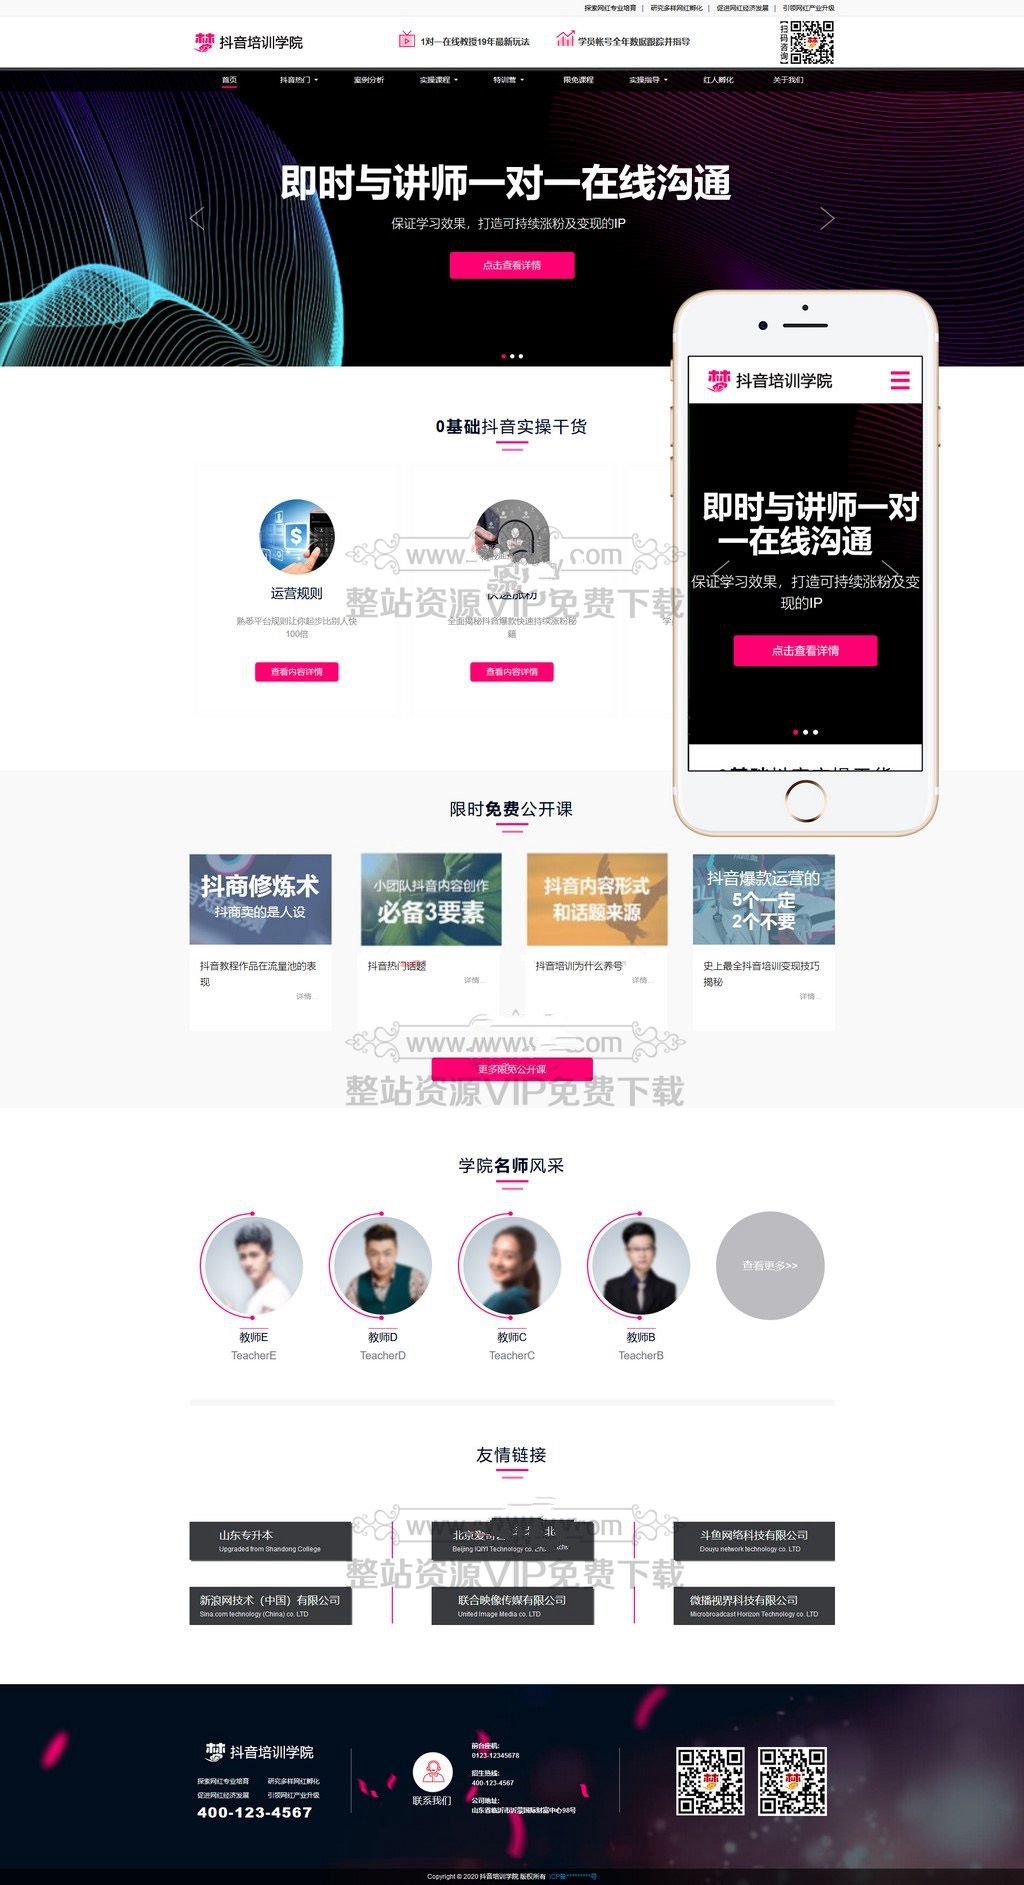 探索网红专业培育 | 研究多样网红孵化 | 促进网红经济发展 | 引领网红产业升级
抖音培训学院
1对一在线教授19年最新玩法
学员帐号全年数据跟踪并指导
扫码咨询
首页 抖音热门 案例分析 实操课程 特训营 限免课程 实操指导 红人孵化 关于我们
即时与讲师一对一在线沟通
保证学习效果，打造可持续涨粉及变现的IP
点击查看详情
抖音培训学院
即时与讲师一对
一在线沟通
保证学习效果，打造可持续涨粉及变
现的IP
点击查看详情
0基础抖音实操干货
运营规则
熟悉平台规则让你起步比别人快
100倍
查看内容详情
快速涨粉
全面揭秘抖音爆款快速持续涨粉秘
籍
查看内容详情
整站资源VIP免费下载
限时免费公开课
抖商修炼术
抖商卖的是人设
抖音教程作品在流量池的表
现
详情...
小团队抖音内容创作
必备3要素
抖音热门话题
详情...
抖音内容形式
和话题来源
抖音培训为什么养号
详情...
抖音爆款运营的
5个一定
2个不要
史上最全抖音培训变现技巧
揭秘
详情...
更多限免公开课
整站资源VIP免费下载
学院名师风采
教师E
TeacherE
教师D
TeacherD
教师C
TeacherC
教师B
TeacherB
查看更多>>
友情链接
山东专升本
Upgraded from Shandong College
Beijing IQIYI Technology co.
斗鱼网络科技有限公司
Douyu network technology co. LTD
整站资源VIP免费下载
新浪网技术（中国）有限公司
Sina.com technology (China) co. LTD
联合映像传媒有限公司
United Image Media co. LTD
微播视界科技有限公司
Microbroadcast Horizon Technology co. LTD
抖音培训学院
探索网红专业培育 研究多样网红孵化
促进网红经济发展 引领网红产业升级
400-123-4567
联系我们
前台座机:
0123-12345678
招生热线:
400-123-4567
公司地址:
山东省临沂市沂蒙国际财富中心98号
Copyright © 2020 抖音培训学院 版权所有 ICP备*********号